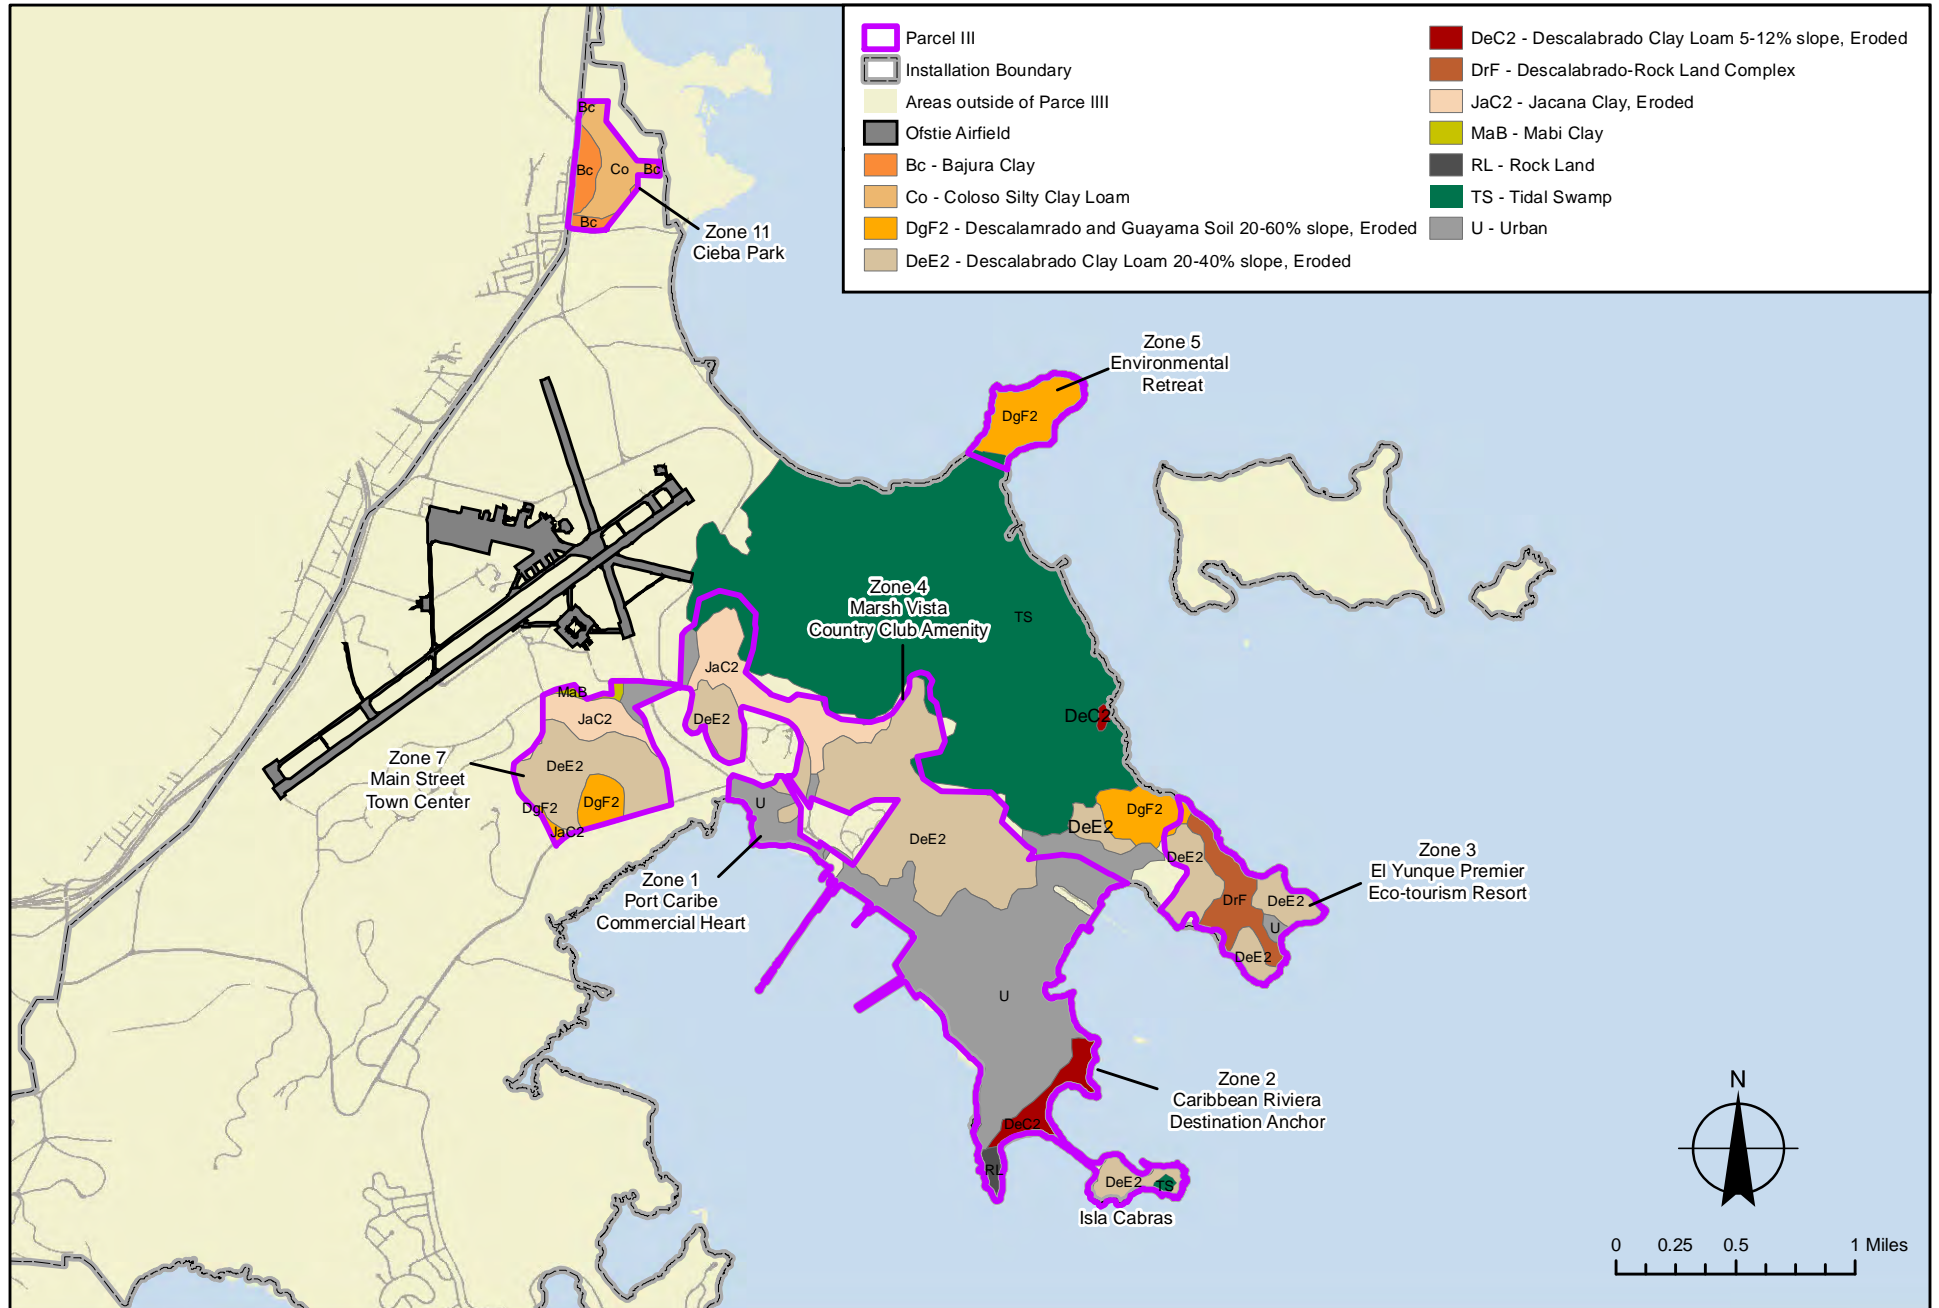 Parcel III
Installation Boundary
Areas outside of Parce IIII
Ofstie Airfield
Bc - Bajura Clay
Co - Coloso Silty Clay Loam
DgF2 - Descalamrado and Guayama Soil 20-60% slope, Eroded
DeE2 - Descalabrado Clay Loam 20-40% slope, Eroded
DeC2 - Descalabrado Clay Loam 5-12% slope, Eroded
DrF - Descalabrado-Rock Land Complex
JaC2 - Jacana Clay, Eroded
MaB - Mabi Clay
RL - Rock Land
TS - Tidal Swamp
U - Urban
Bc
Bc
Co
Bc
Bc
Zone 11
Cieba Park
Zone 5
Environmental
Retreat
DgF2
Zone 4
Marsh Vista
Country Club Amenity
TS
JaC2
DeE2
MaB
JaC2
DeC2
Zone 7
Main Street
Town Center
DeE2
DgF2
DgF2
JaC2
U
DeE2
DeE2
DgF2
DeE2
Zone 1
Port Caribe
Commercial Heart
Zone 3
El Yunque Premier
Eco-tourism Resort
DrF
DeE2
U
DeE2
U
Zone 2
Caribbean Riviera
Destination Anchor
DeC2
RL
DeE2
TS
Isla Cabras
N
0 0.25 0.5 1 Miles